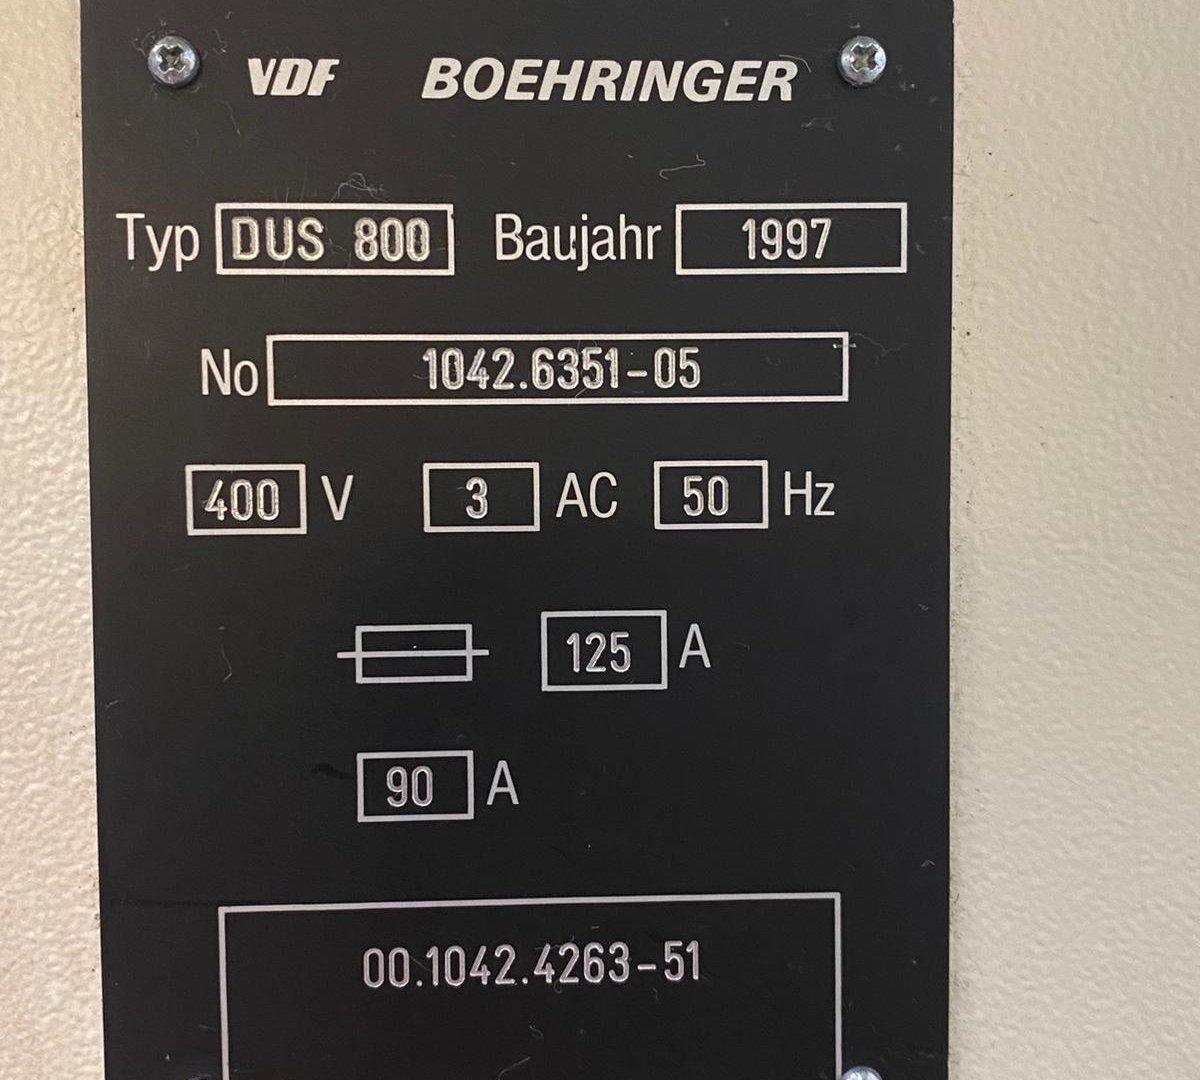 VDF BOEHRINGER
Typ DUS 800 Baujahr 1997
No 1042.6351-05
400 V 3 AC 50 Hz
125 A
90 A
00.1042.4263-51